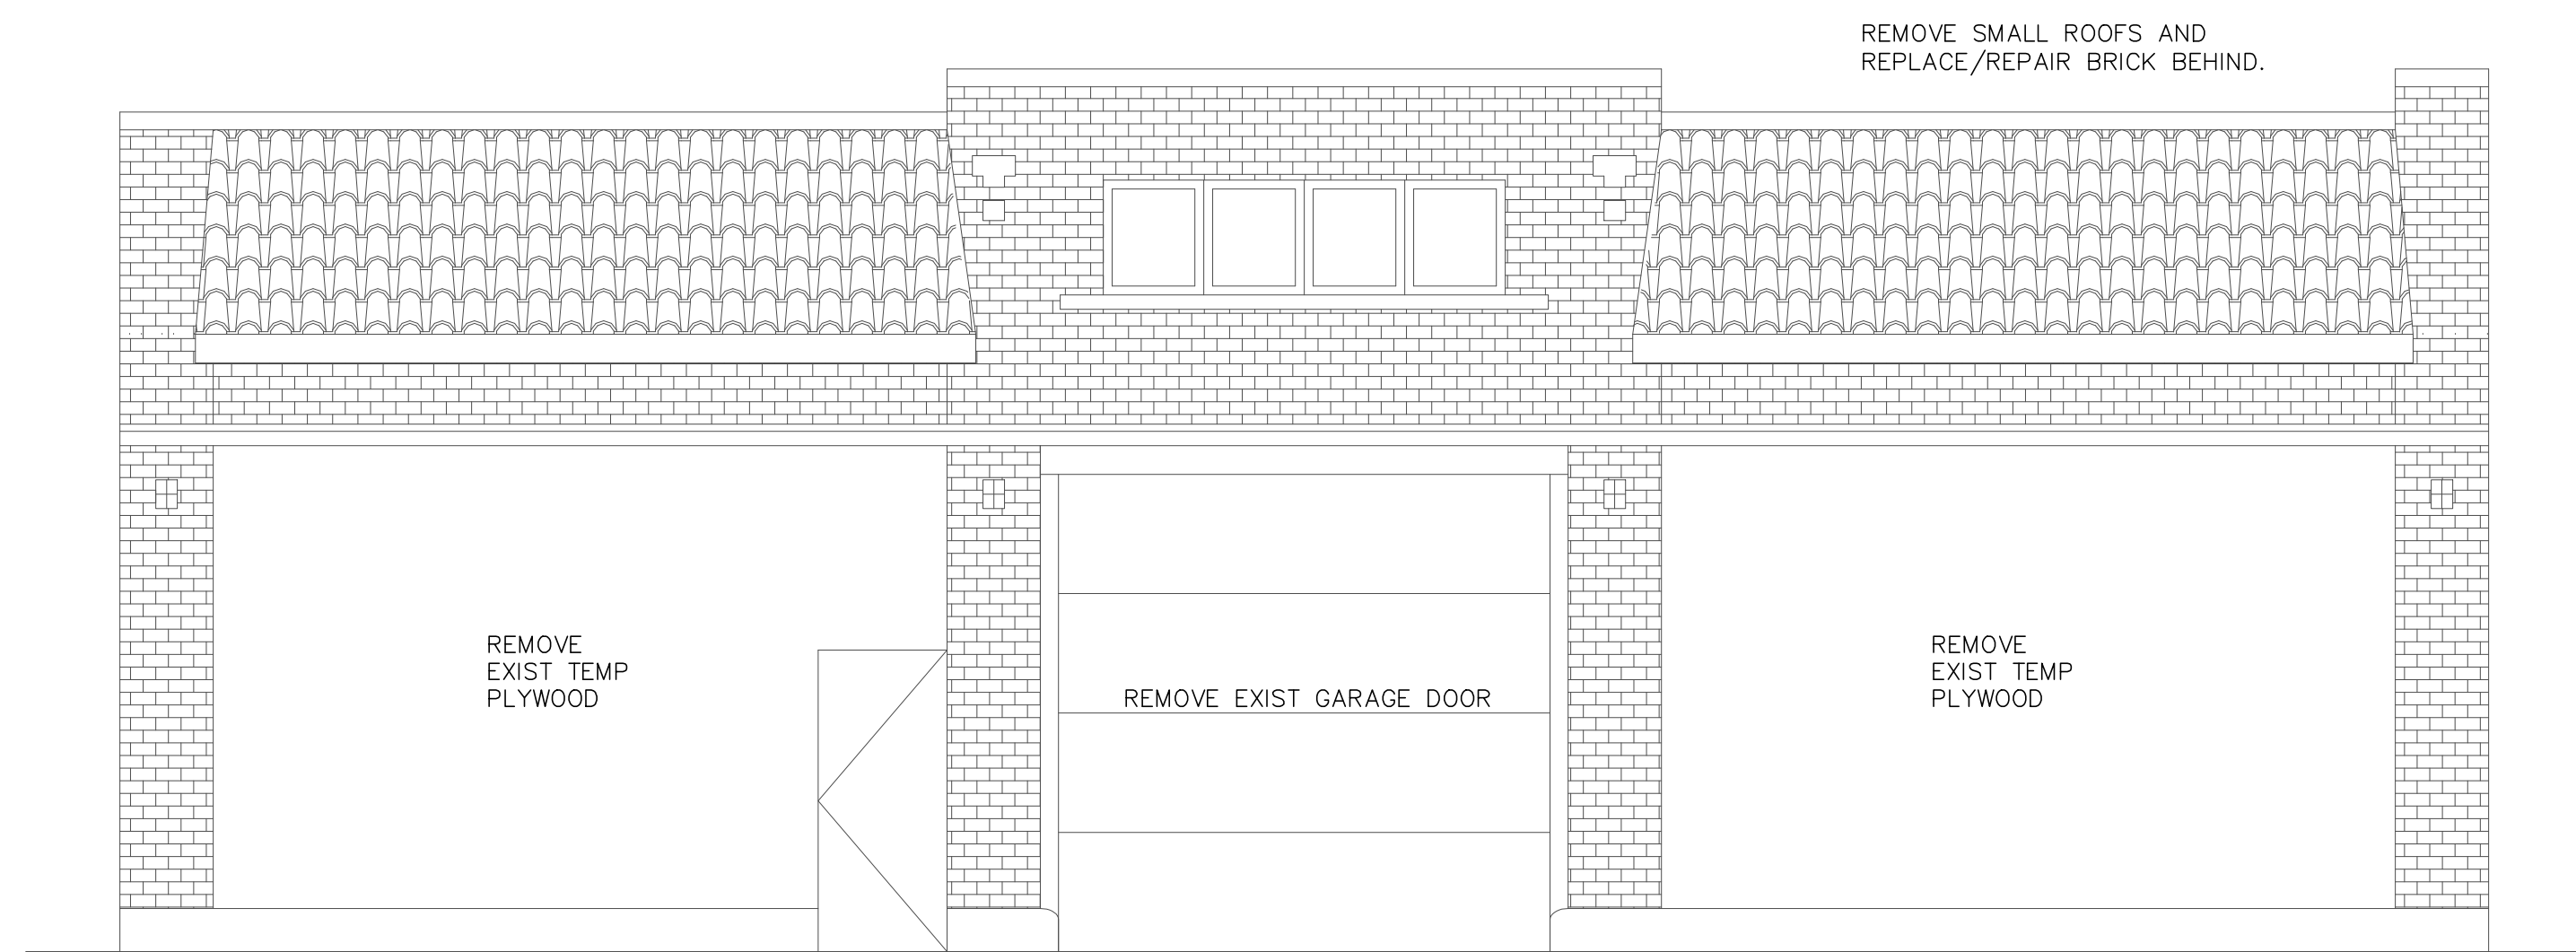 REMOVE SMALL ROOFS AND
REPLACE/REPAIR BRICK BEHIND.
REMOVE
EXIST TEMP
PLYWOOD
REMOVE EXIST GARAGE DOOR
REMOVE
EXIST TEMP
PLYWOOD